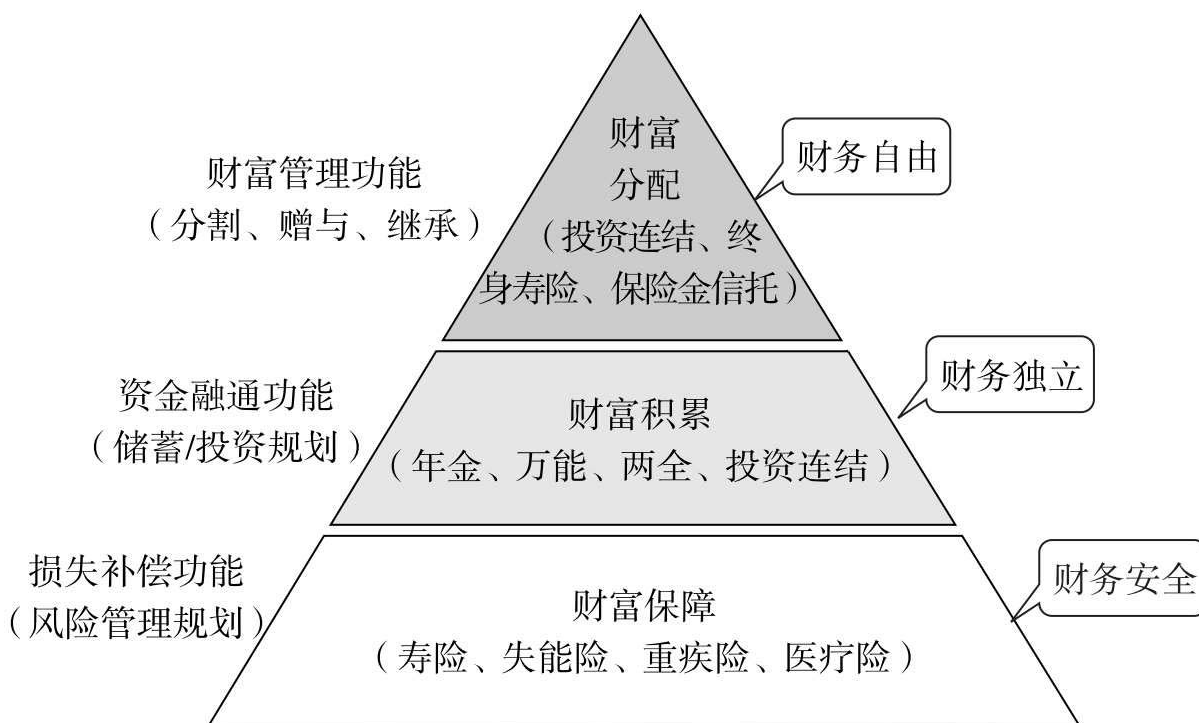 财富
分配
（投资连结、终
身寿险、保险金信托）
财富管理功能
（分割、赠与、继承）
财务自由
财富积累
（年金、万能、两全、投资连结）
资金融通功能
（储蓄/投资规划）
财务独立
财富保障
（寿险、失能险、重疾险、医疗险）
损失补偿功能
（风险管理规划）
财务安全